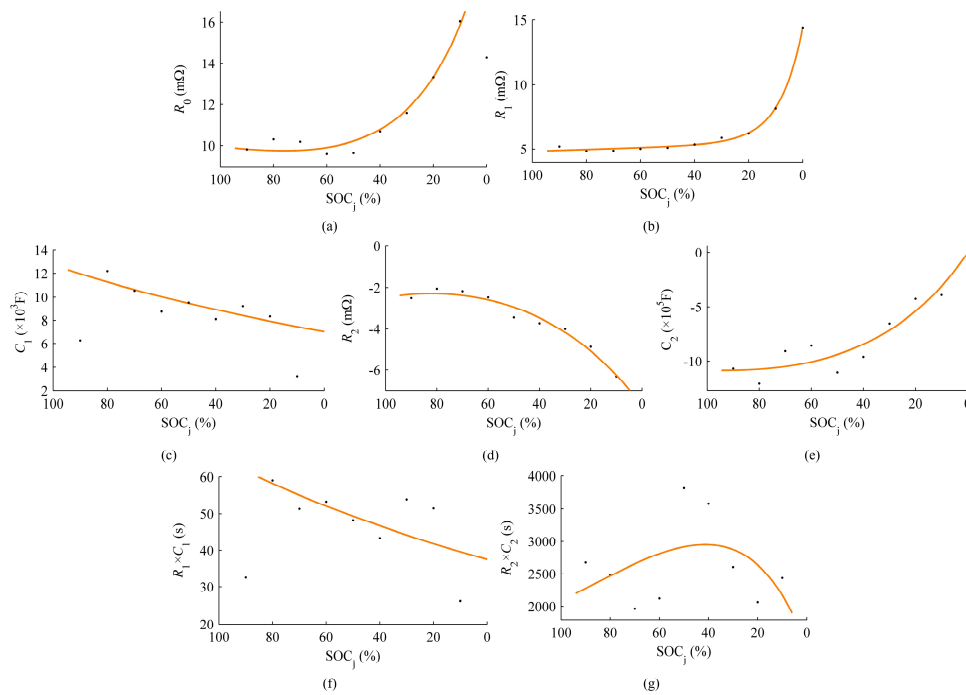 16
14
12
10
R₀ (mΩ)
100 80 60 40 20 0
SOCⱼ (%)
(a)
15
10
5
R₁ (mΩ)
100 80 60 40 20 0
SOCⱼ (%)
(b)
14
12
10
8
6
4
2
C₁ (×10³F)
100 80 60 40 20 0
SOCⱼ (%)
(c)
0
-2
-4
-6
R₂ (mΩ)
100 80 60 40 20 0
SOCⱼ (%)
(d)
0
-5
-10
C₂ (×10⁵F)
100 80 60 40 20 0
SOCⱼ (%)
(e)
60
50
40
30
20
R₁×C₁ (s)
100 80 60 40 20 0
SOCⱼ (%)
(f)
4000
3500
3000
2500
2000
R₂×C₂ (s)
100 80 60 40 20 0
SOCⱼ (%)
(g)